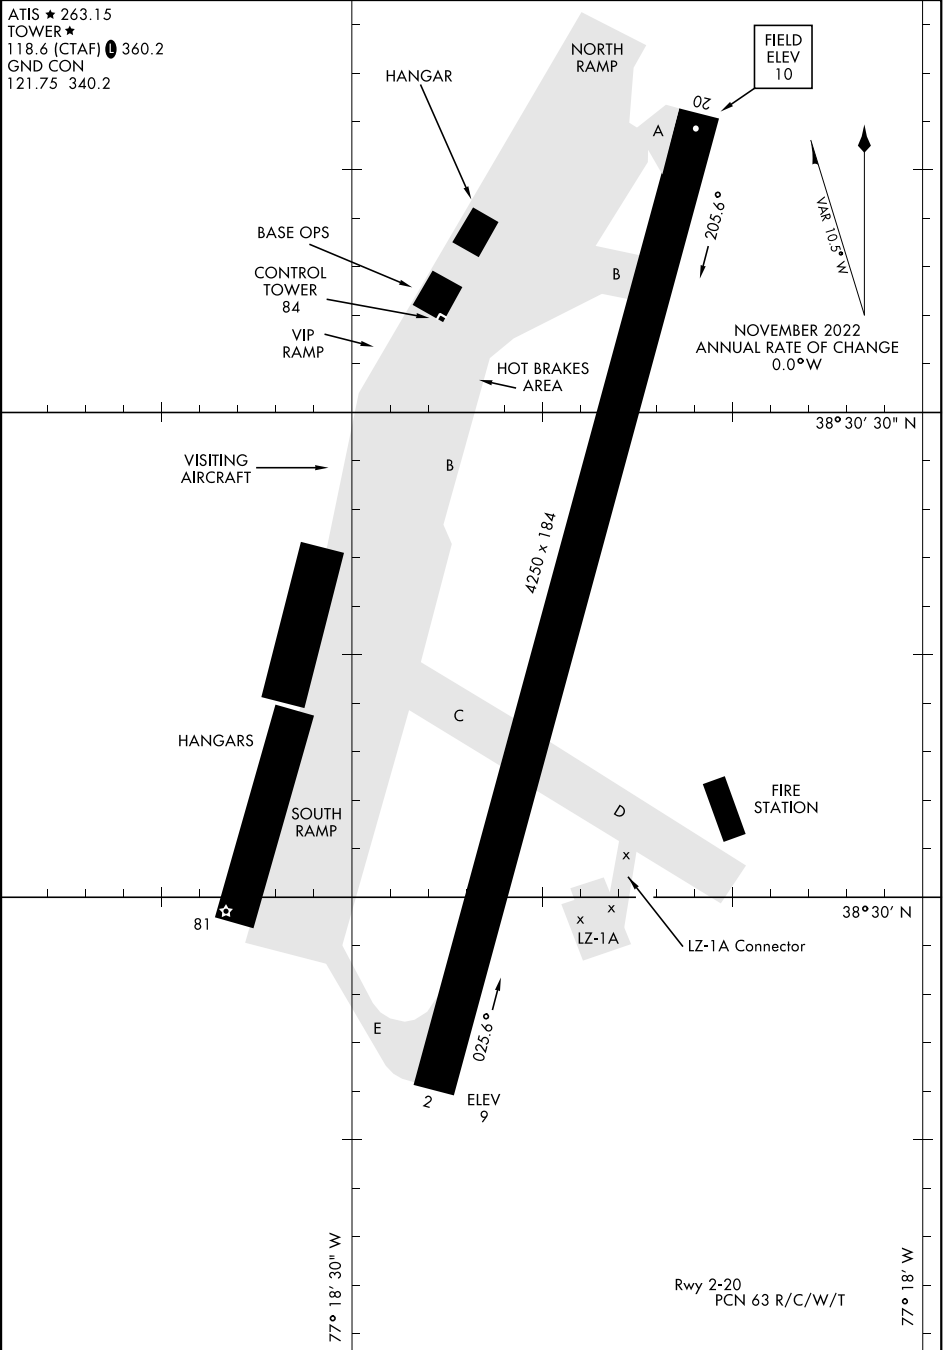 ATIS ★ 263.15
TOWER ★
118.6 (CTAF) L 360.2
GND CON
121.75 340.2
NORTH
RAMP
FIELD
ELEV
10
HANGAR
20
A
BASE OPS
205.6°
VAR 10.5° W
CONTROL
TOWER
84
B
VIP
RAMP
NOVEMBER 2022
ANNUAL RATE OF CHANGE
0.0° W
HOT BRAKES
AREA
38° 30' 30" N
VISITING
AIRCRAFT
B
4250 x 184
C
HANGARS
SOUTH
RAMP
D
FIRE
STATION
x
81
x
x
LZ-1A
38° 30' N
LZ-1A Connector
E
025.6°
2
ELEV
9
77° 18' 30" W
77° 18' W
Rwy 2-20
PCN 63 R/C/W/T